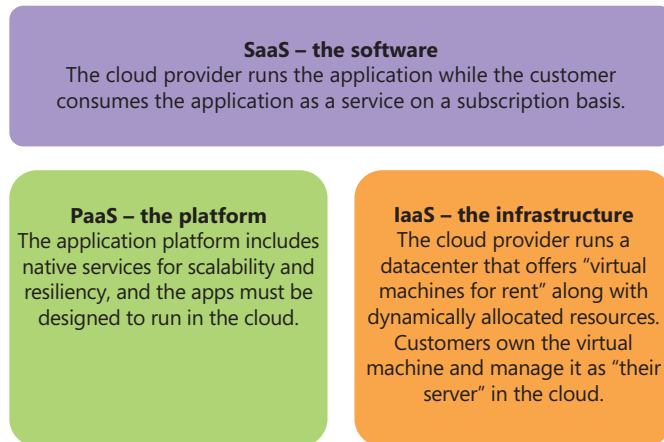 SaaS – the software
The cloud provider runs the application while the customer
consumes the application as a service on a subscription basis.
PaaS – the platform
The application platform includes
native services for scalability and
resiliency, and the apps must be
designed to run in the cloud.
IaaS – the infrastructure
The cloud provider runs a
datacenter that offers “virtual
machines for rent” along with
dynamically allocated resources.
Customers own the virtual
machine and manage it as “their
server” in the cloud.